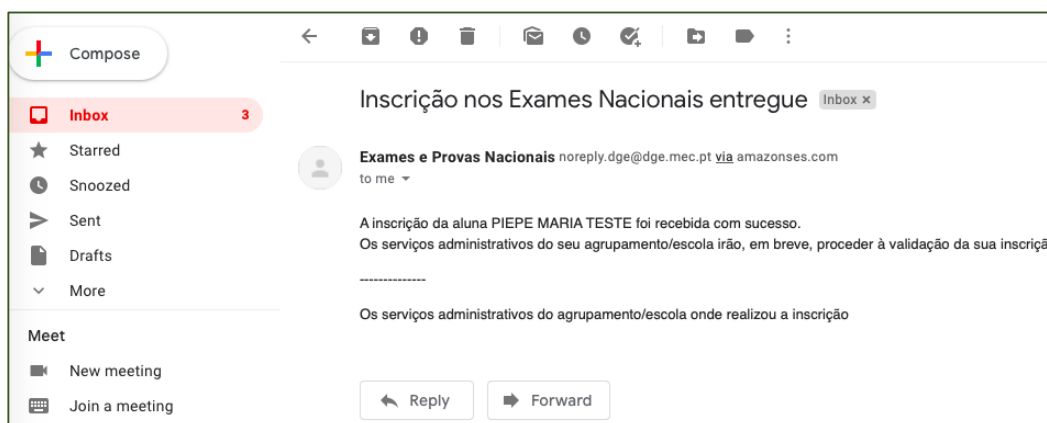 Compose
Inbox 3
Starred
Snoozed
Sent
Drafts
More
Meet
New meeting
Join a meeting
Inscrição nos Exames Nacionais entregue Inbox x
Exames e Provas Nacionais noreply.dge@dge.mec.pt via amazonses.com
to me
A inscrição da aluna PIEPE MARIA TESTE foi recebida com sucesso.
Os serviços administrativos do seu agrupamento/escola irão, em breve, proceder à validação da sua inscriçã
--------------
Os serviços administrativos do agrupamento/escola onde realizou a inscrição
Reply Forward